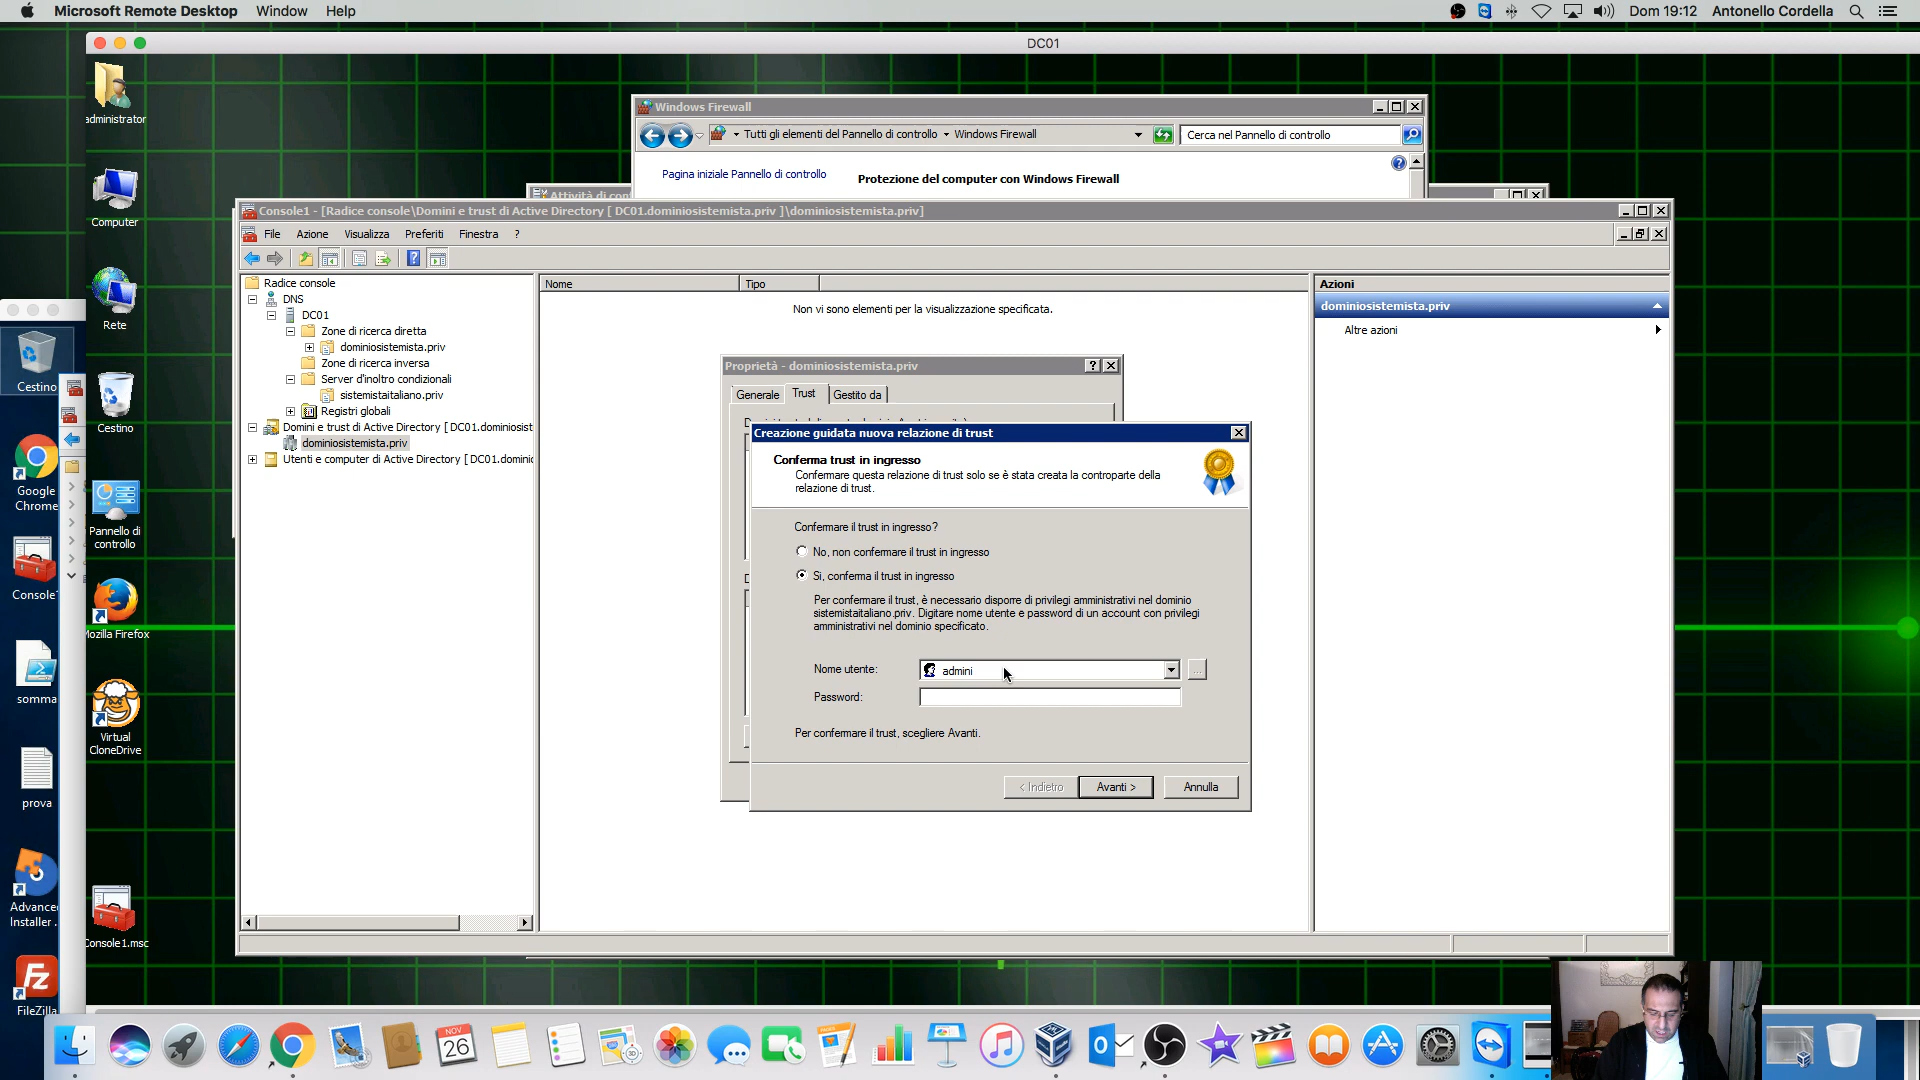 Microsoft Remote Desktop Window Help
Dom 19:12 Antonello Cordella
DC01
administrator
Computer
Rete
Cestino
Pannello di
controllo
Mozilla Firefox
Virtual
CloneDrive
Console1.msc
Cestino
Google
Chrome
Console
somma
prova
Advance
Installer .
FileZilla
Windows Firewall
Tutti gli elementi del Pannello di controllo Windows Firewall
Cerca nel Pannello di controllo
Pagina iniziale Pannello di controllo
Protezione del computer con Windows Firewall
Attività di con
Console1 - [Radice console\Domini e trust di Active Directory [ DC01.dominiosistemista.priv ]\dominiosistemista.priv]
File Azione Visualizza Preferiti Finestra ?
Radice console
DNS
DC01
Zone di ricerca diretta
dominiosistemista.priv
Zone di ricerca inversa
Server d'inoltro condizionali
sistemistaitaliano.priv
Registri globali
Domini e trust di Active Directory [ DC01.dominiosist
dominiosistemista.priv
Utenti e computer di Active Directory [ DC01.dominio
Nome Tipo
Non vi sono elementi per la visualizzazione specificata.
Azioni
dominiosistemista.priv
Altre azioni
Proprietà - dominiosistemista.priv
Generale Trust Gestito da
Creazione guidata nuova relazione di trust
Conferma trust in ingresso
Confermare questa relazione di trust solo se è stata creata la controparte della
relazione di trust.
Confermare il trust in ingresso?
No, non confermare il trust in ingresso
Sì, conferma il trust in ingresso
Per confermare il trust, è necessario disporre di privilegi amministrativi nel dominio
sistemistaitaliano.priv. Digitare nome utente e password di un account con privilegi
amministrativi nel dominio specificato.
Nome utente: admini
...
Password:
Per confermare il trust, scegliere Avanti.
< Indietro Avanti > Annulla
NOV
26